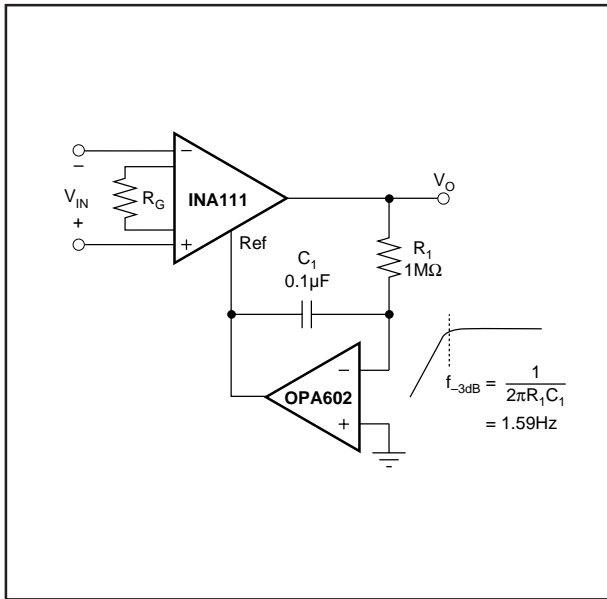 −
V_IN
+
R_G
−
INA111
+
Ref
V_O
R_1
1MΩ
C_1
0.1µF
−
OPA602
+
f_−3dB = 1 / 2πR_1C_1
= 1.59Hz